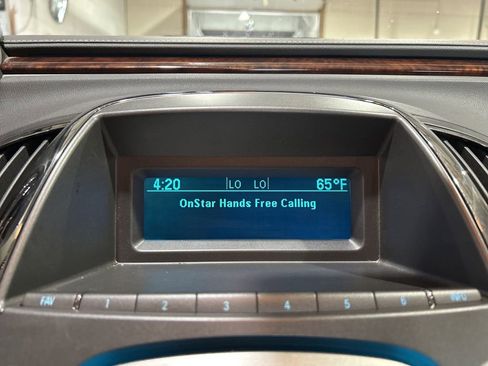 4:20 |LO LO| 65°F
OnStar Hands Free Calling
FAV 1 2 3 4 5 6 INFO